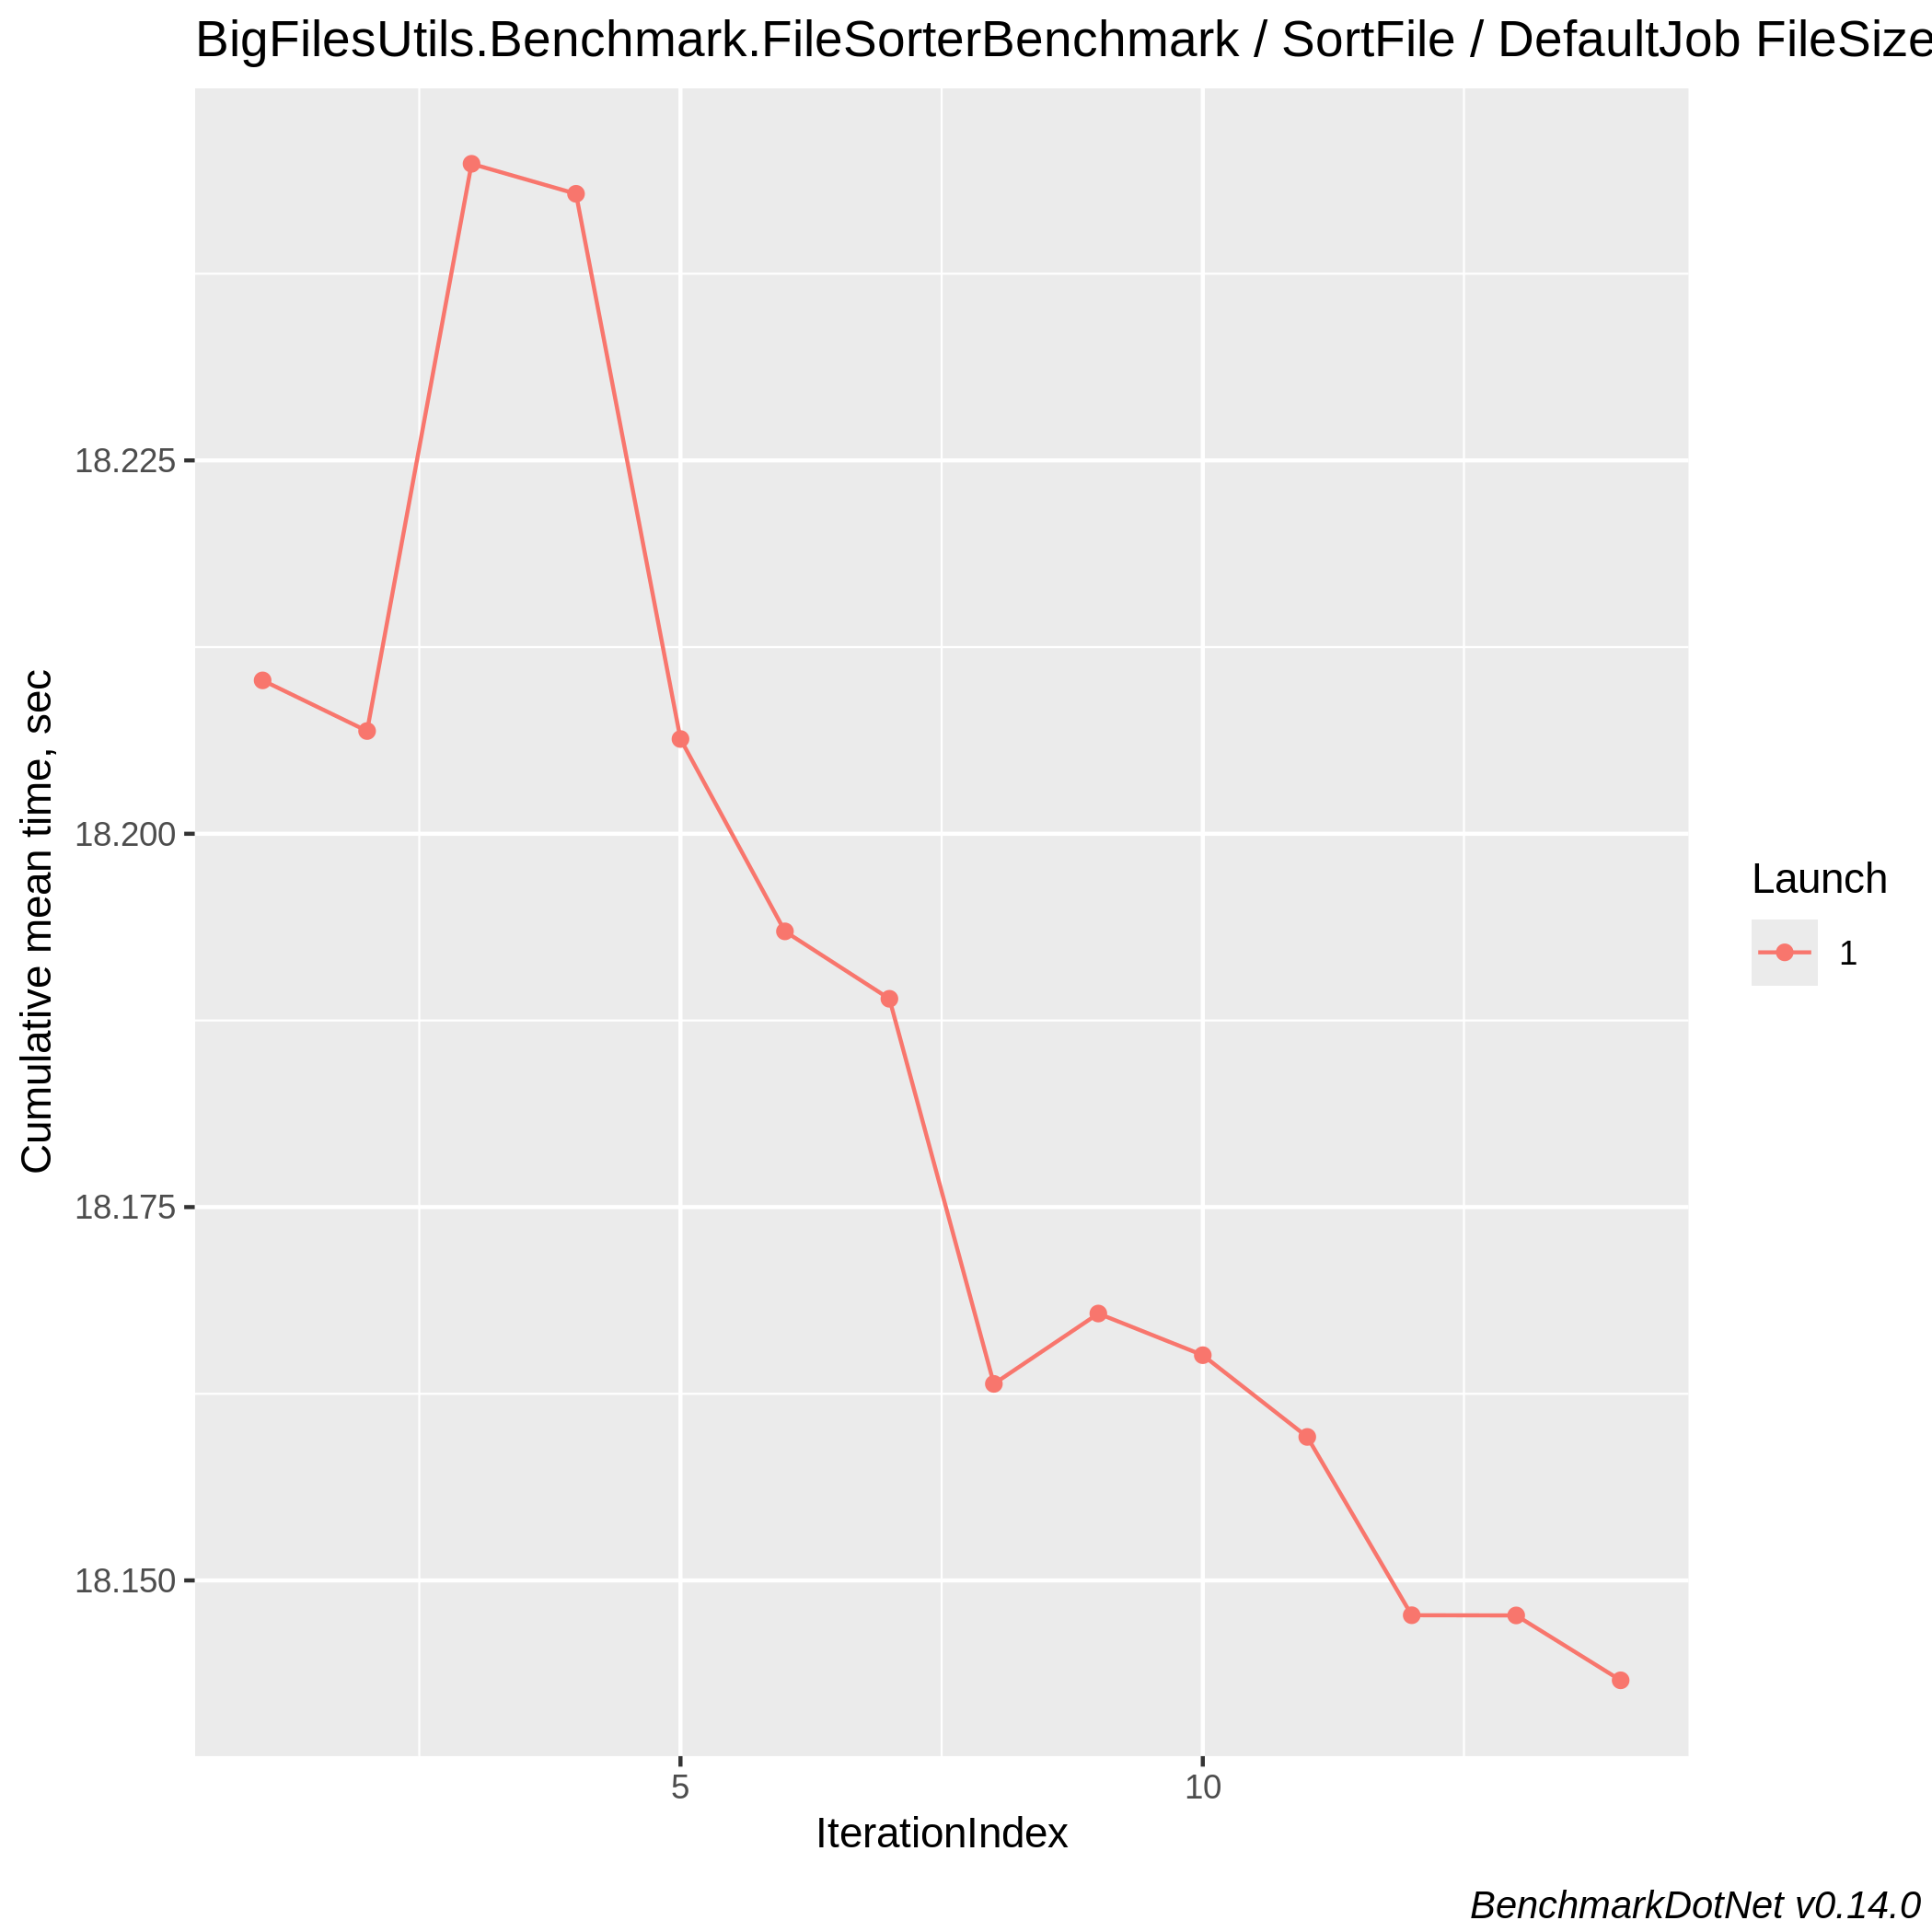 BigFilesUtils.Benchmark.FileSorterBenchmark / SortFile / DefaultJob FileSize
Cumulative mean time, sec
18.225
18.200
18.175
18.150
5
10
IterationIndex
Launch
1
BenchmarkDotNet v0.14.0